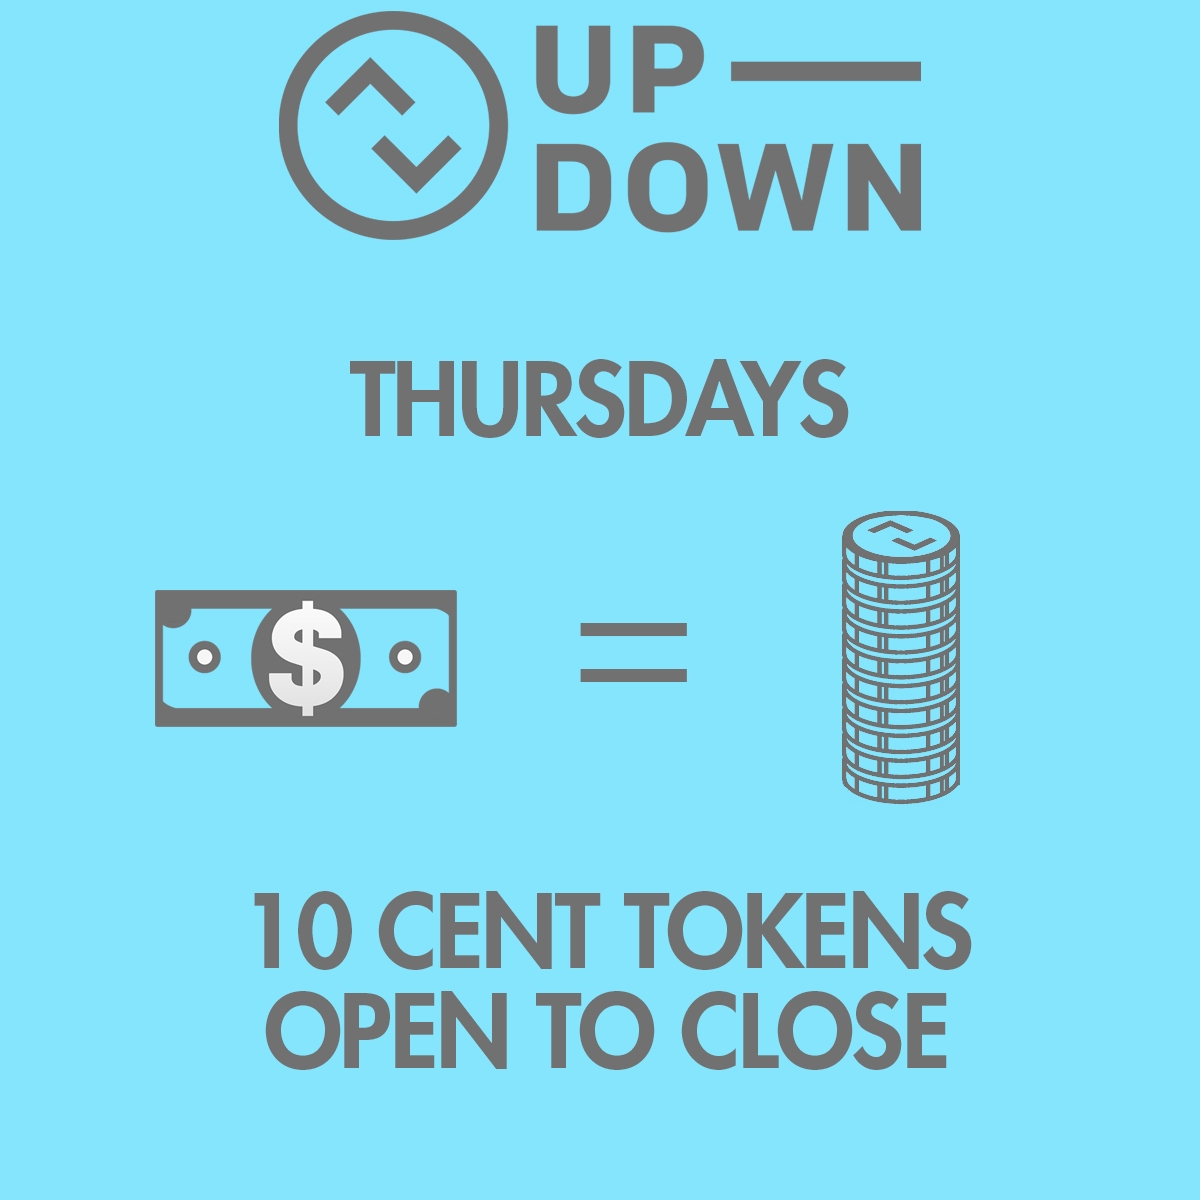 UP
DOWN
THURSDAYS
$
=
10 CENT TOKENS
OPEN TO CLOSE